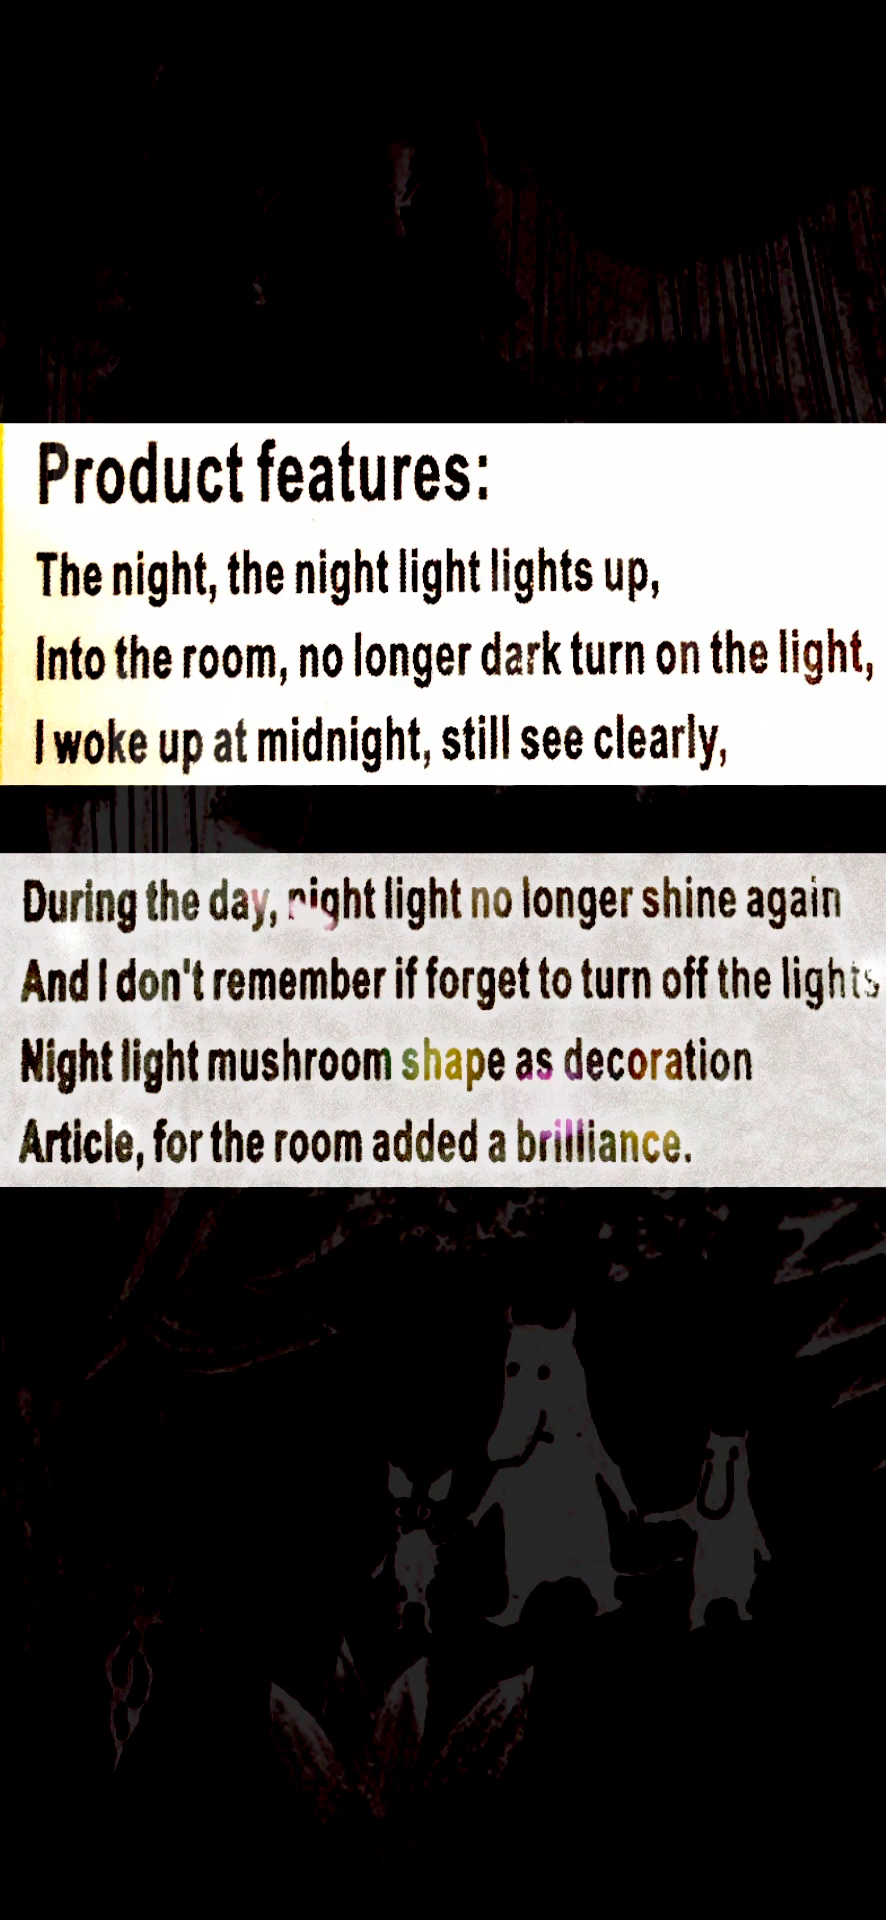 Product features:
The night, the night light lights up,
Into the room, no longer dark turn on the light,
I woke up at midnight, still see clearly,
During the day, night light no longer shine again
And I don't remember if forget to turn off the lights
Night light mushroom shape as decoration
Article, for the room added a brilliance.